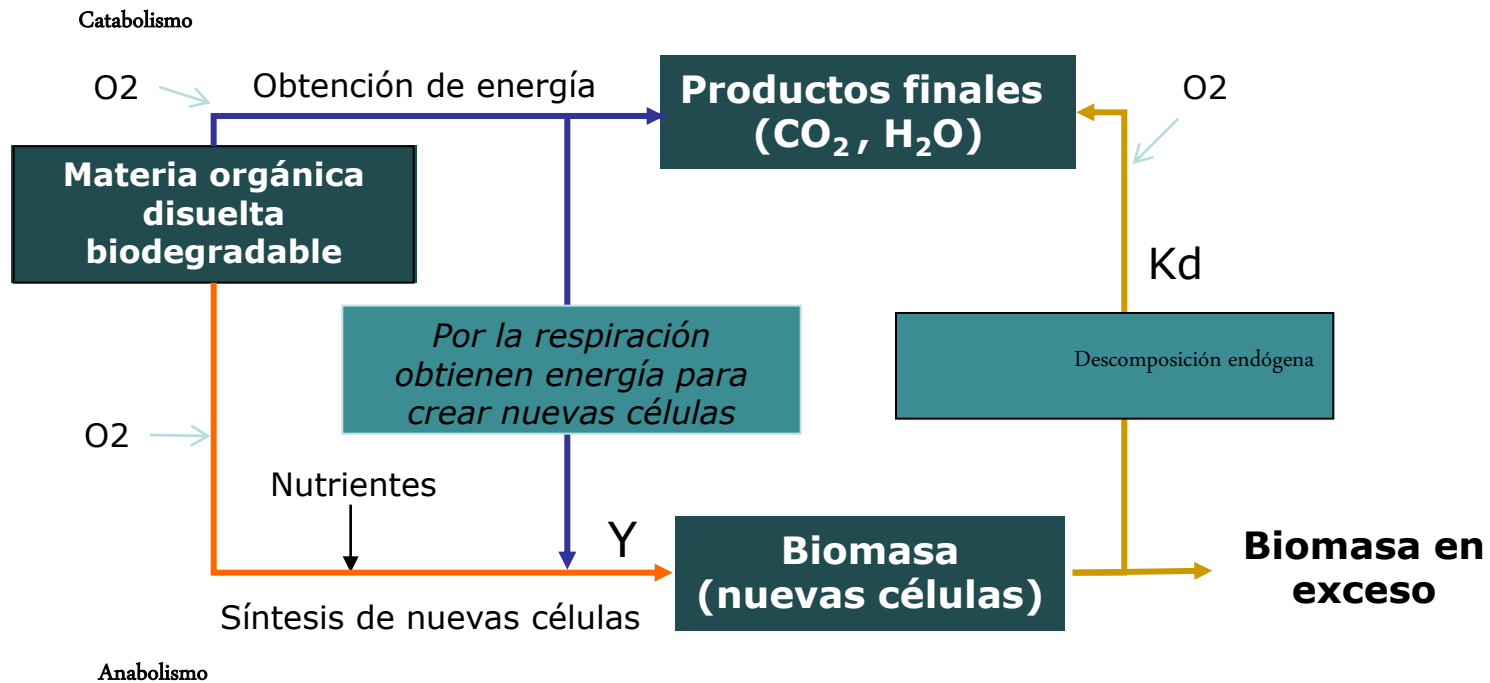 Catabolismo
O2
Obtención de energía
Productos finales
(CO₂, H₂O)
O2
Materia orgánica
disuelta
biodegradable
Kd
Por la respiración
obtienen energía para
crear nuevas células
Descomposición endógena
O2
Nutrientes
Y
Biomasa
(nuevas células)
Biomasa en
exceso
Síntesis de nuevas células
Anabolismo